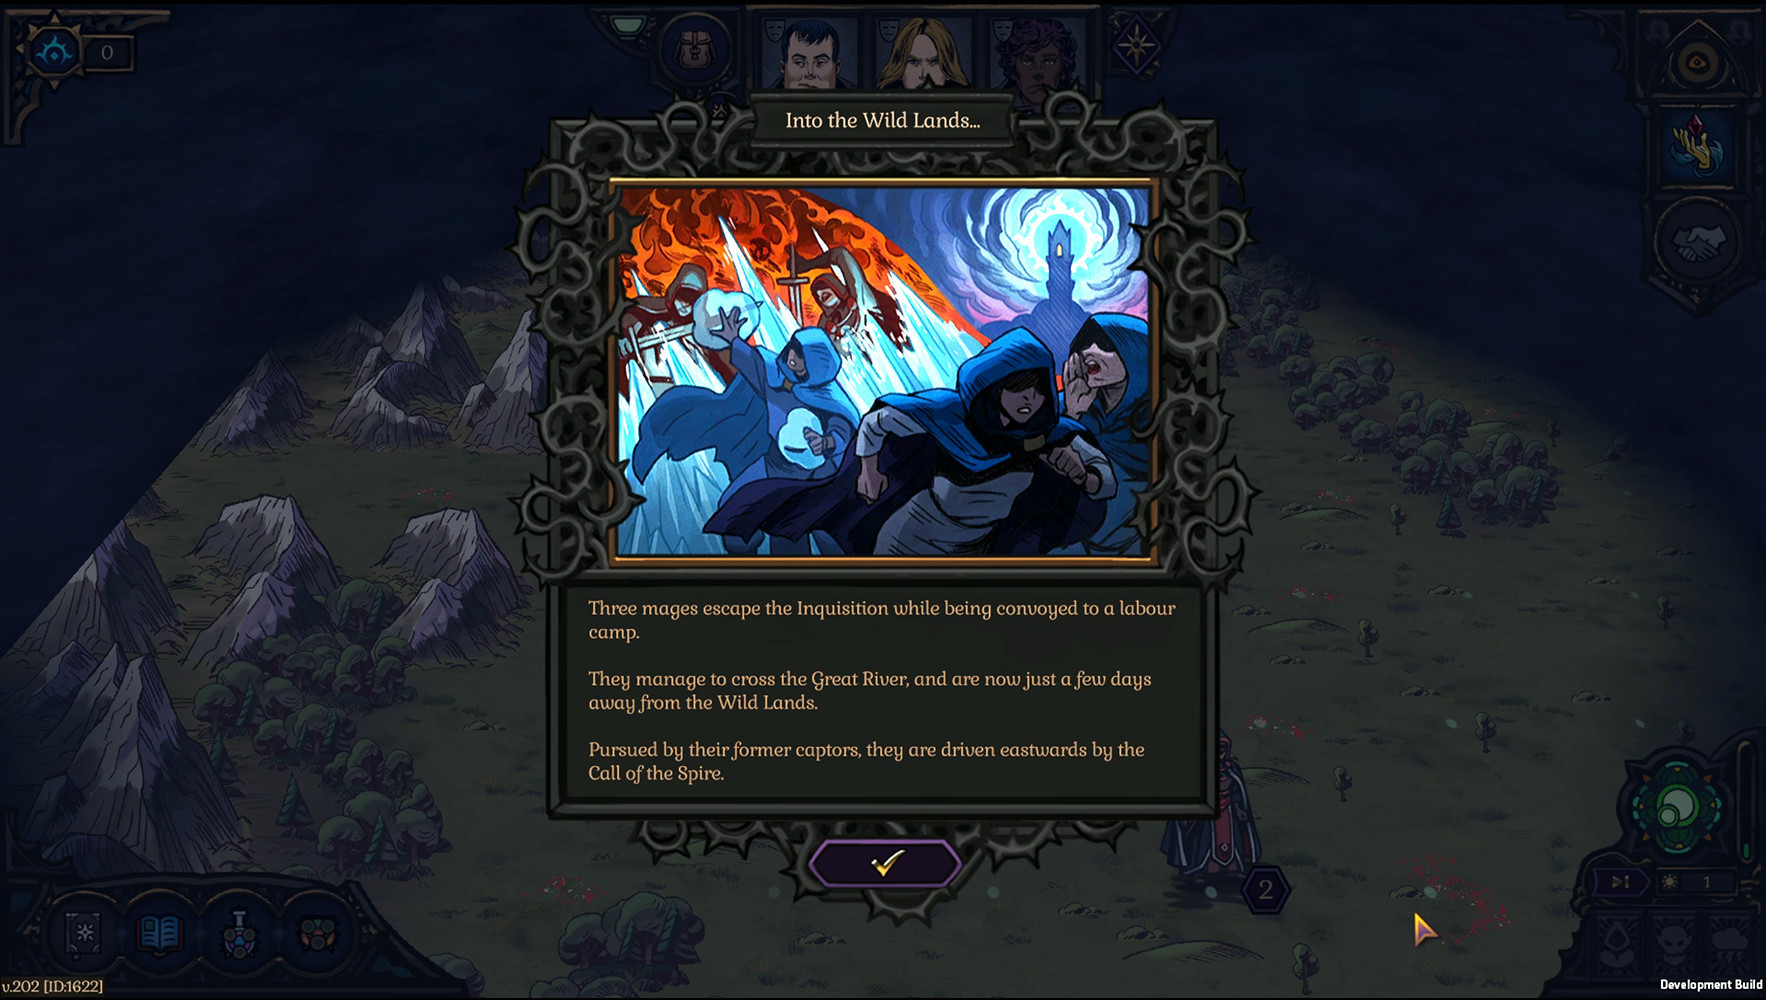 0
Into the Wild Lands...
Three mages escape the Inquisition while being convoyed to a labour
camp.
They manage to cross the Great River, and are now just a few days
away from the Wild Lands.
Pursued by their former captors, they are driven eastwards by the
Call of the Spire.
2
1
v.202 [ID:1622]
Development Build